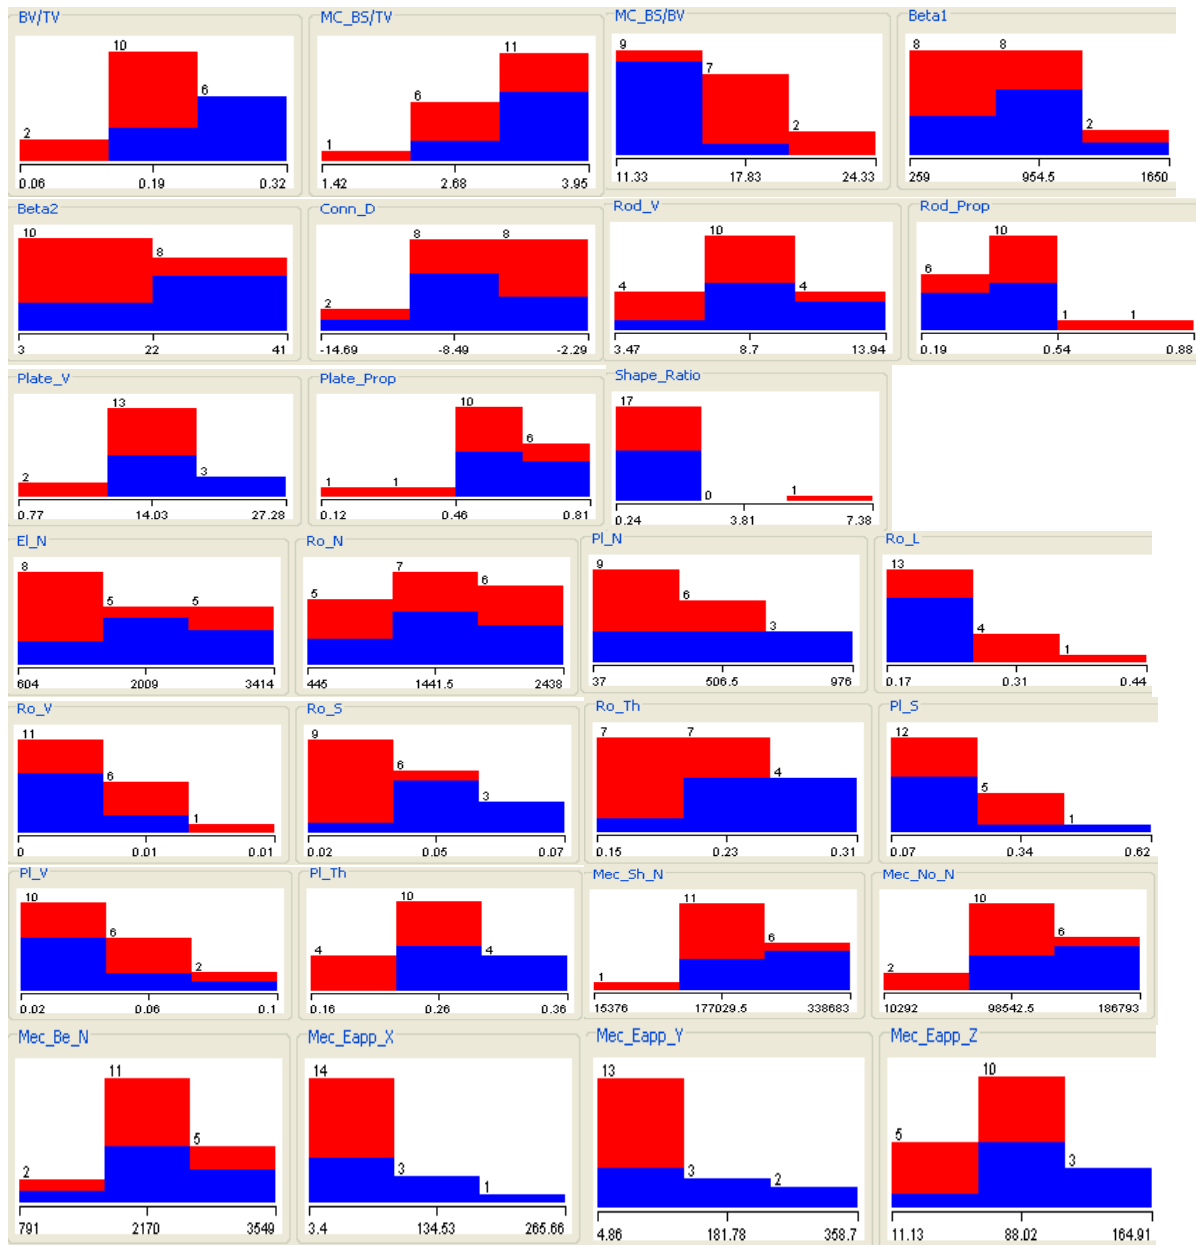 BV/TV MC_BS/TV MC_BS/BV Beta1
2 10 6 1 6 11 9 7 2 8 8 2
0.06 0.19 0.32 1.42 2.68 3.95 11.33 17.83 24.33 259 954.5 1650
Beta2 Conn_D Rod_V Rod_Prop
10 8 2 8 8 4 10 4 6 10 1 1
3 22 41 -14.69 -8.49 -2.29 3.47 8.7 13.94 0.19 0.54 0.88
Plate_V Plate_Prop Shape_Ratio
2 13 3 1 1 10 6 17 0 1
0.77 14.03 27.28 0.12 0.46 0.81 0.24 3.81 7.38
El_N Ro_N Pl_N Ro_L
8 5 5 5 7 6 9 6 3 13 4 1
604 2009 3414 445 1441.5 2438 37 506.5 976 0.17 0.31 0.44
Ro_V Ro_S Ro_Th Pl_S
11 6 1 9 6 3 7 7 4 12 5 1
0 0.01 0.01 0.02 0.05 0.07 0.15 0.23 0.31 0.07 0.34 0.62
Pl_V Pl_Th Mec_Sh_N Mec_No_N
10 6 2 4 10 4 1 11 6 2 10 6
0.02 0.06 0.1 0.16 0.26 0.36 15376 177029.5 338683 10292 98542.5 186793
Mec_Be_N Mec_Eapp_X Mec_Eapp_Y Mec_Eapp_Z
2 11 5 14 3 1 13 3 2 5 10 3
791 2170 3549 3.4 134.53 265.66 4.86 181.78 358.7 11.13 88.02 164.91